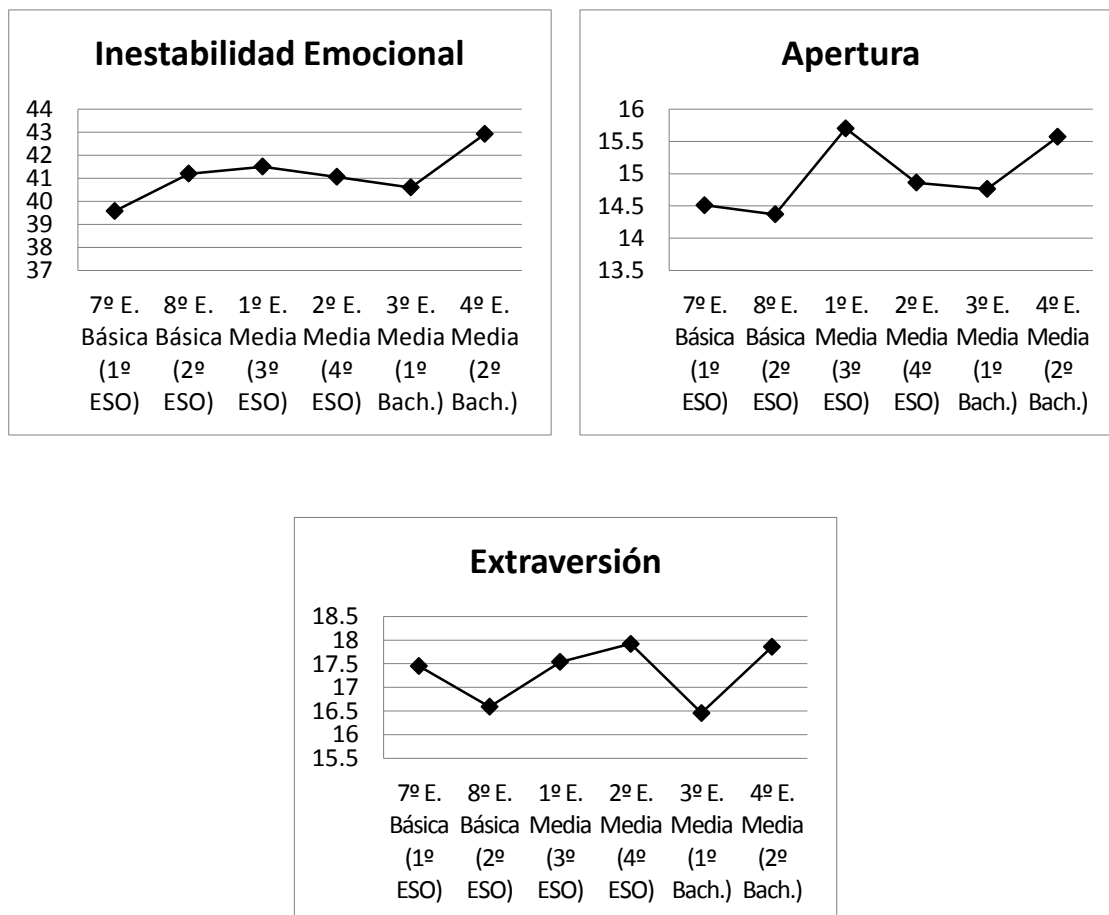 Inestabilidad Emocional
44
43
42
41
40
39
38
37
7º E. 8º E. 1º E. 2º E. 3º E. 4º E.
Básica Básica Media Media Media Media
(1º (2º (3º (4º (1º (2º
ESO) ESO) ESO) ESO) Bach.) Bach.)
Apertura
16
15.5
15
14.5
14
13.5
7º E. 8º E. 1º E. 2º E. 3º E. 4º E.
Básica Básica Media Media Media Media
(1º (2º (3º (4º (1º (2º
ESO) ESO) ESO) ESO) Bach.) Bach.)
Extraversión
18.5
18
17.5
17
16.5
16
15.5
7º E. 8º E. 1º E. 2º E. 3º E. 4º E.
Básica Básica Media Media Media Media
(1º (2º (3º (4º (1º (2º
ESO) ESO) ESO) ESO) Bach.) Bach.)